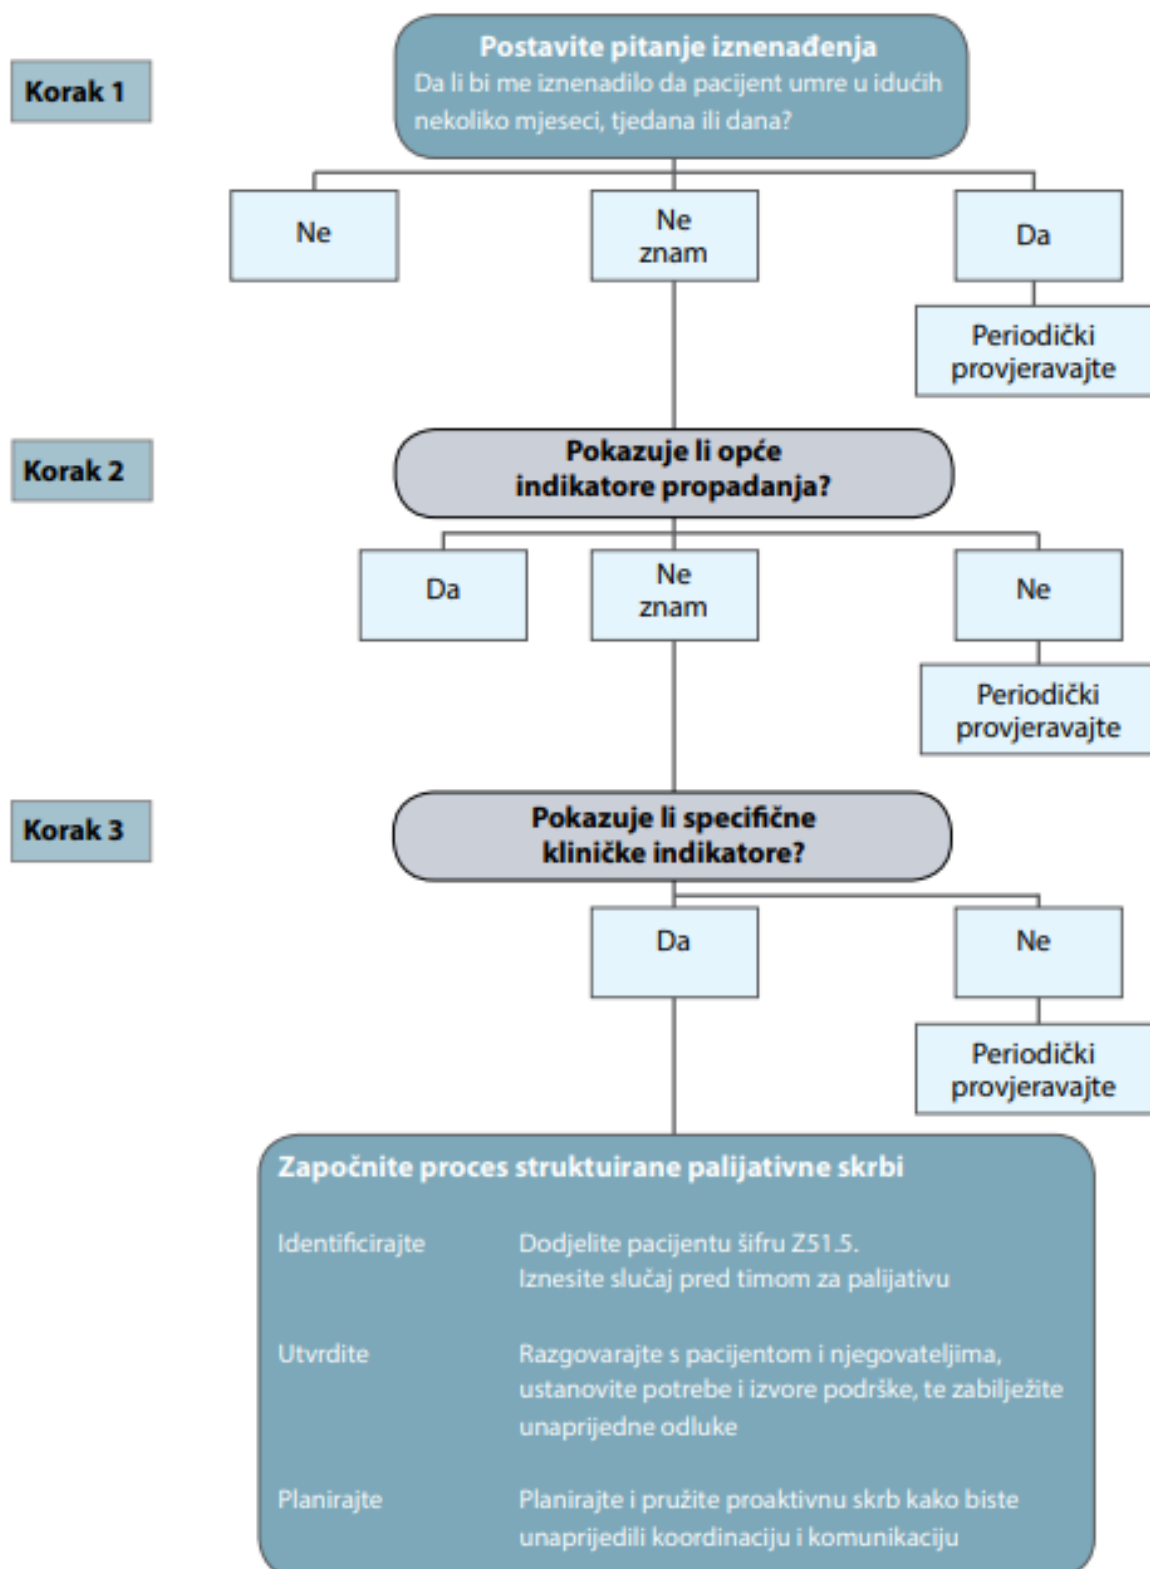 Korak 1
Postavite pitanje iznenađenja
Da li bi me iznenadilo da pacijent umre u idućih
nekoliko mjeseci, tjedana ili dana?
Ne
Ne
znam
Da
Periodički
provjeravajte
Korak 2
Pokazuje li opće
indikatore propadanja?
Da
Ne
znam
Ne
Periodički
provjeravajte
Korak 3
Pokazuje li specifične
kliničke indikatore?
Da
Ne
Periodički
provjeravajte
Započnite proces struktuirane palijativne skrbi
Identificirajte Dodjelite pacijentu šifru Z51.5.
Iznesite slučaj pred timom za palijativu
Utvrdite Razgovarajte s pacijentom i njegovateljima,
ustanovite potrebe i izvore podrške, te zabilježite
unaprijedne odluke
Planirajte Planirajte i pružite proaktivnu skrb kako biste
unaprijedili koordinaciju i komunikaciju